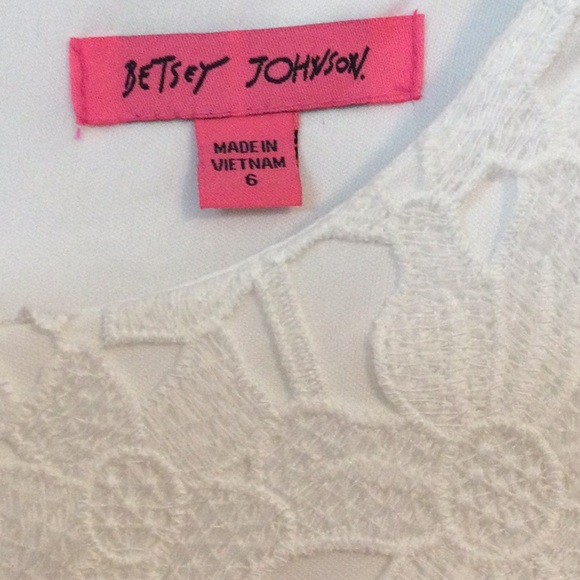 BETSEY JOHNSON.
MADE IN
VIETNAM
6